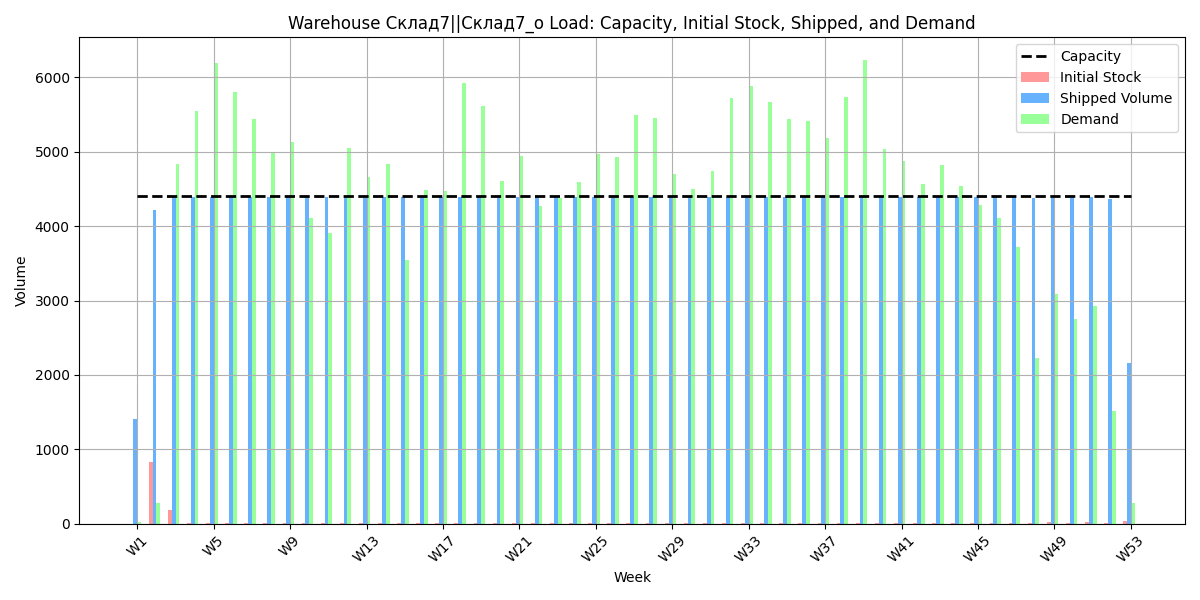 Warehouse Склад7||Склад7_о Load: Capacity, Initial Stock, Shipped, and Demand
Capacity
Initial Stock
Shipped Volume
Demand
Volume
6000
5000
4000
3000
2000
1000
0
W1 W5 W9 W13 W17 W21 W25 W29 W33 W37 W41 W45 W49 W53
Week